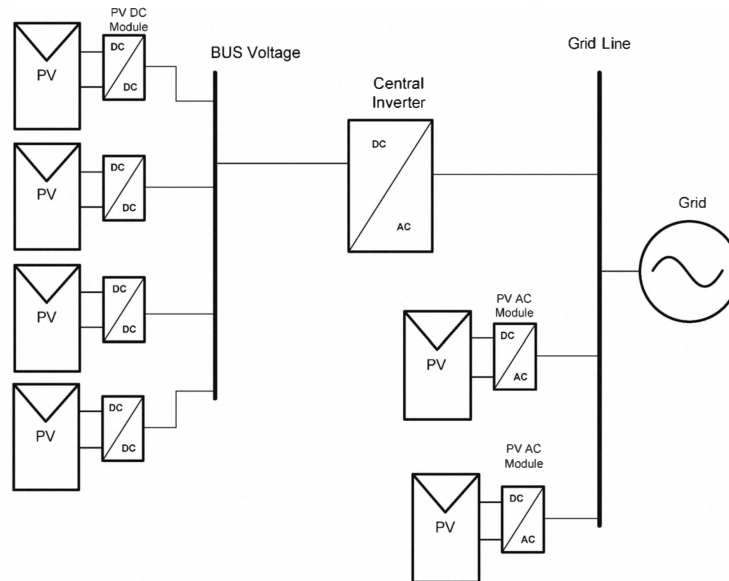 PV DC
Module
PV
DC
DC
BUS Voltage
Grid Line
Central
Inverter
DC
AC
PV
DC
DC
Grid
PV
DC
DC
PV AC
Module
PV
DC
AC
PV
DC
DC
PV AC
Module
PV
DC
AC